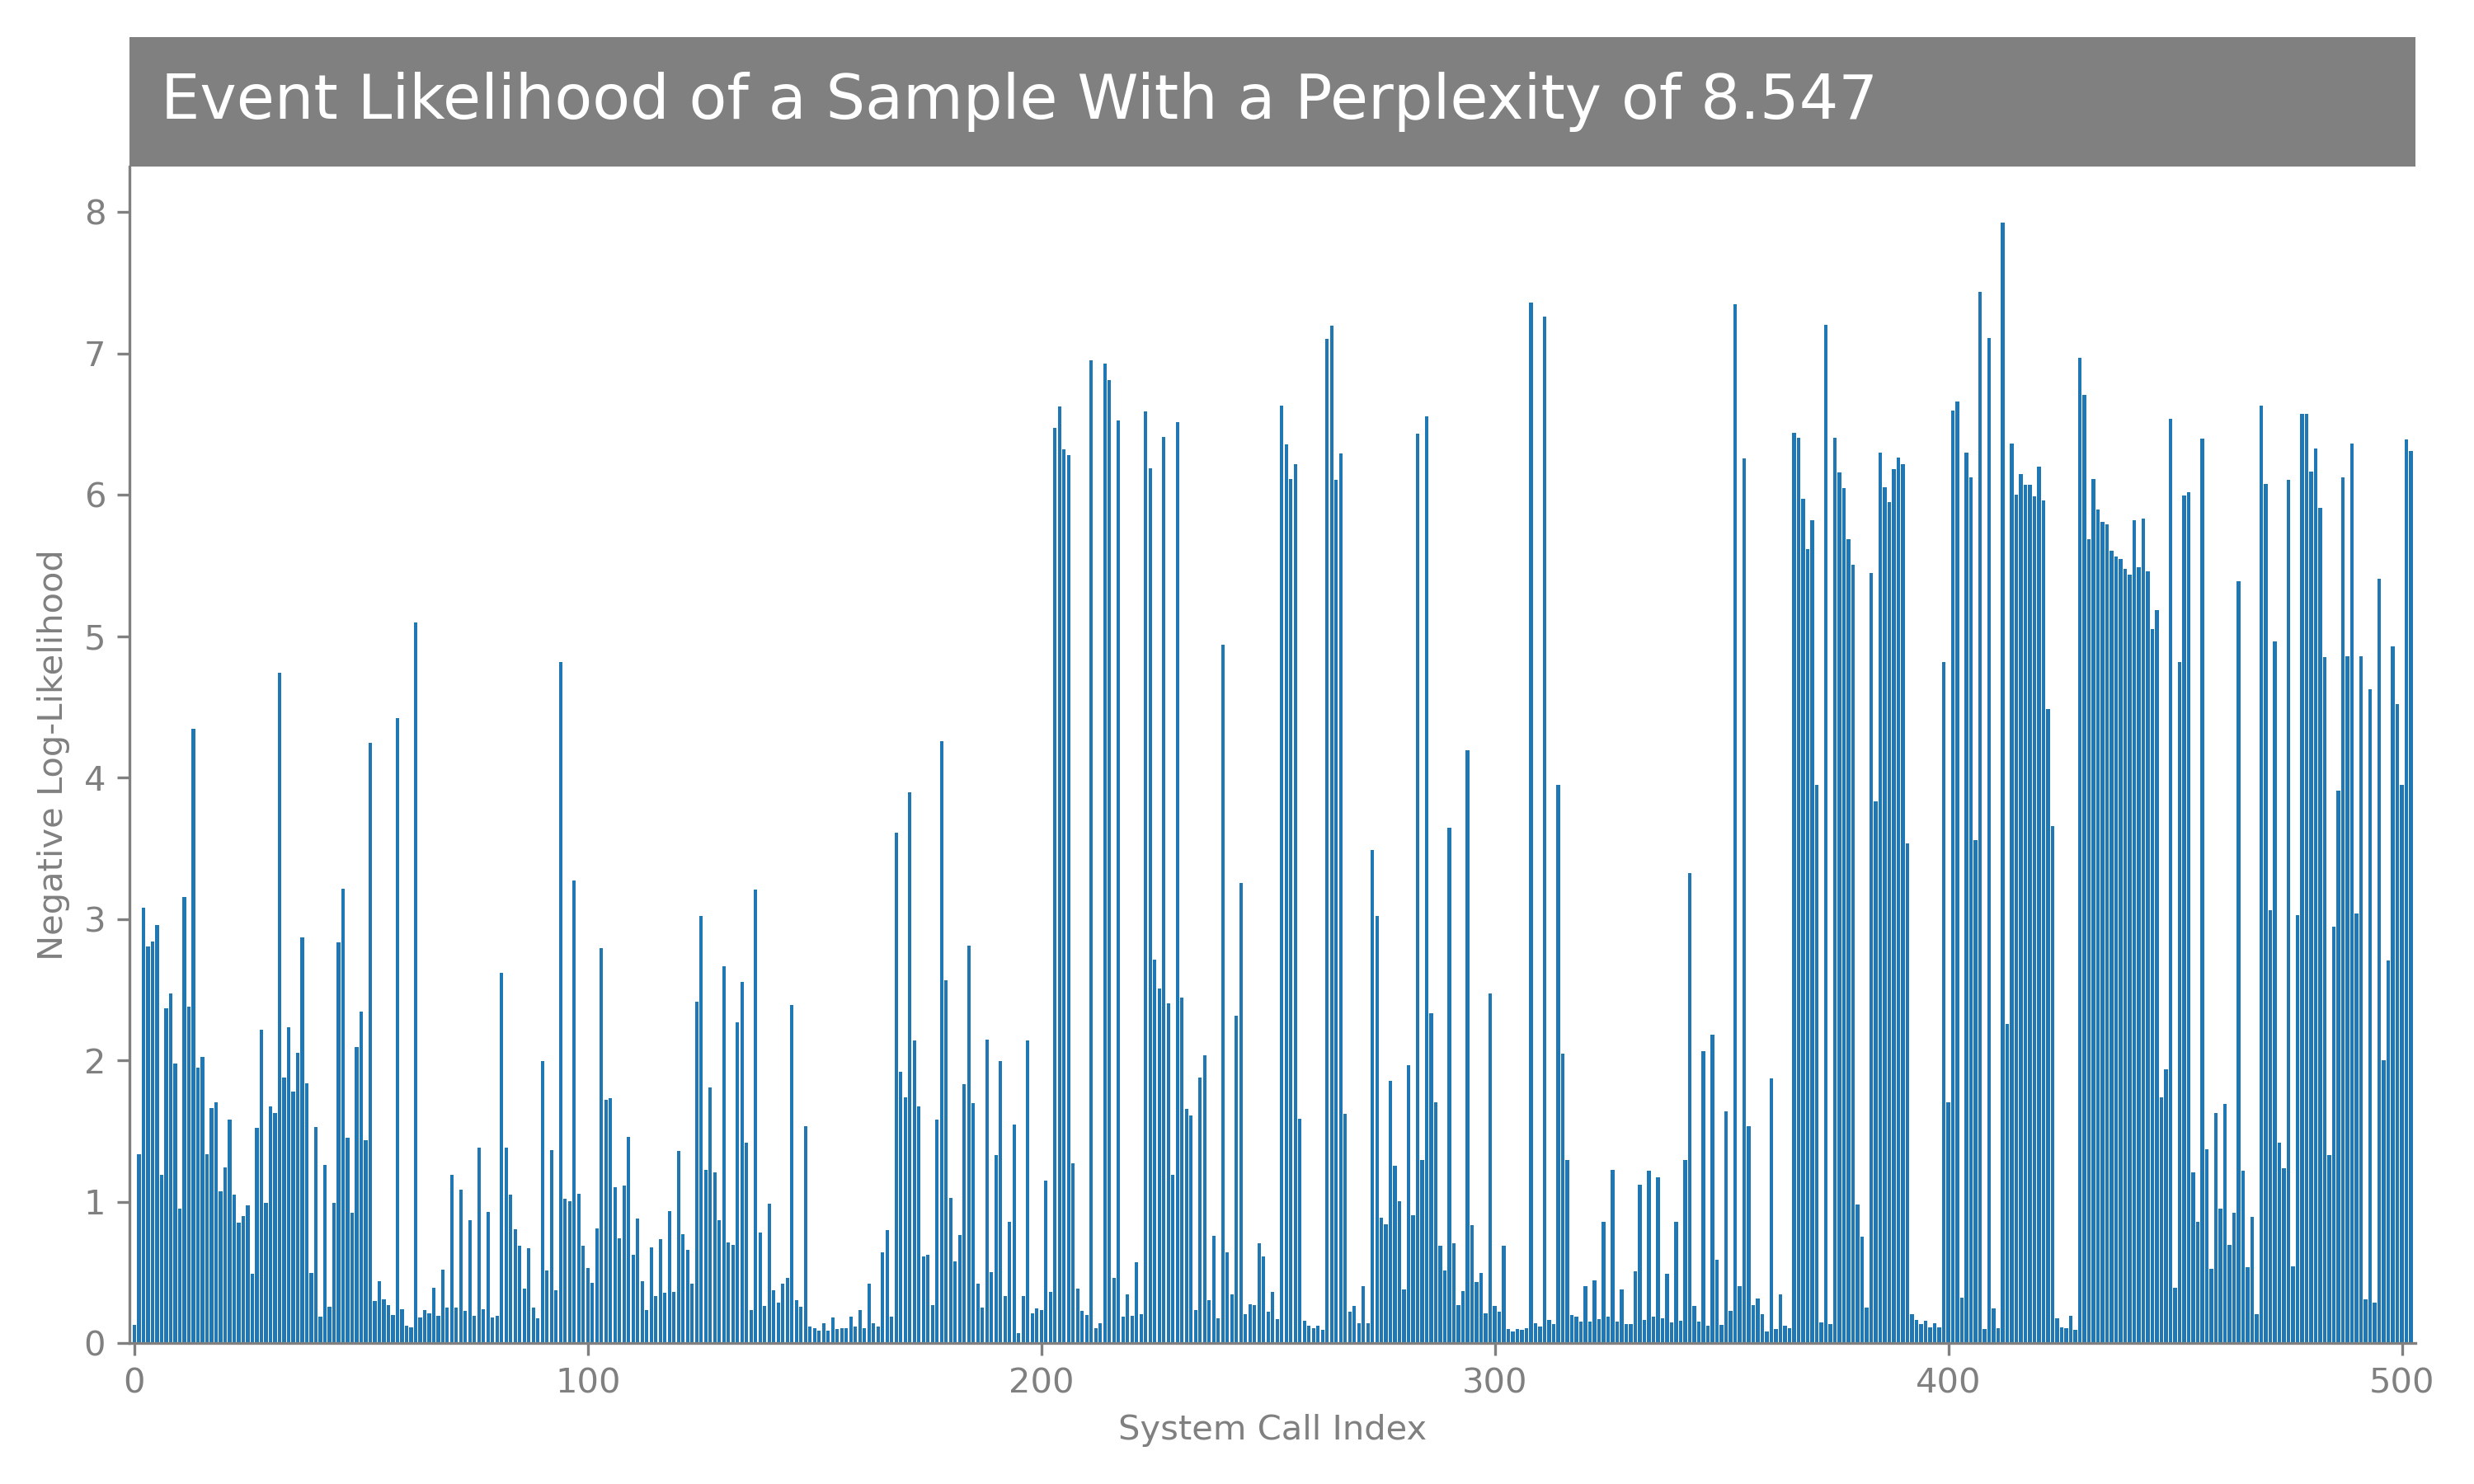 Event Likelihood of a Sample With a Perplexity of 8.547
8
7
6
5
4
3
2
1
0
Negative Log-Likelihood
0 100 200 300 400 500
System Call Index